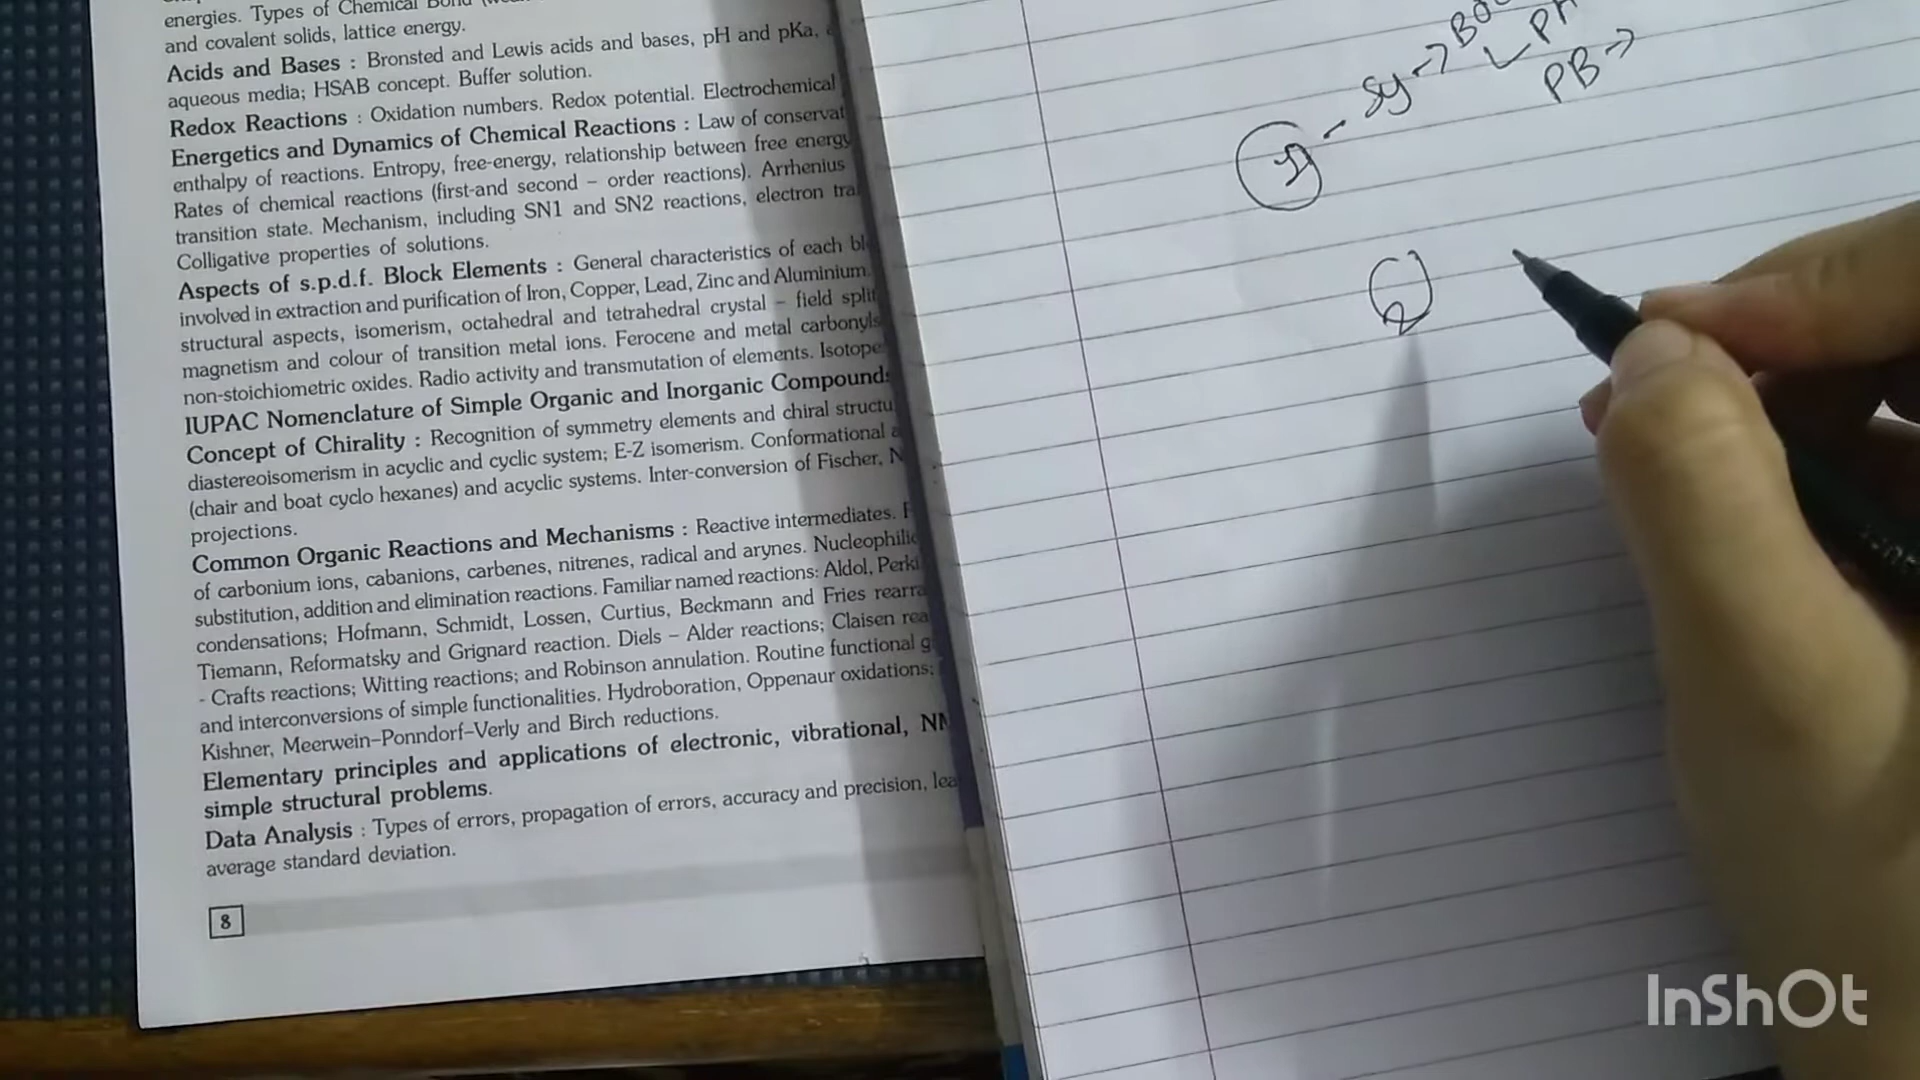 energies. Types of Chemical Bond
and covalent solids, lattice energy.
Acids and Bases : Bronsted and Lewis acids and bases, pH and pKa,
aqueous media; HSAB concept. Buffer solution.
Redox Reactions : Oxidation numbers. Redox potential. Electrochemical
Energetics and Dynamics of Chemical Reactions : Law of conservat
enthalpy of reactions. Entropy, free-energy, relationship between free energy
Rates of chemical reactions (first-and second – order reactions). Arrhenius
transition state. Mechanism, including SN1 and SN2 reactions, electron tra
Colligative properties of solutions.
Aspects of s.p.d.f. Block Elements : General characteristics of each bl
involved in extraction and purification of Iron, Copper, Lead, Zinc and Aluminium.
structural aspects, isomerism, octahedral and tetrahedral crystal – field split
magnetism and colour of transition metal ions. Ferocene and metal carbonyls
non-stoichiometric oxides. Radio activity and transmutation of elements. Isotope
IUPAC Nomenclature of Simple Organic and Inorganic Compounds
Concept of Chirality : Recognition of symmetry elements and chiral structu
diastereoisomerism in acyclic and cyclic system; E-Z isomerism. Conformational a
(chair and boat cyclo hexanes) and acyclic systems. Inter-conversion of Fischer, N
projections.
Common Organic Reactions and Mechanisms : Reactive intermediates. F
of carbonium ions, cabanions, carbenes, nitrenes, radical and arynes. Nucleophilic
substitution, addition and elimination reactions. Familiar named reactions: Aldol, Perki
condensations; Hofmann, Schmidt, Lossen, Curtius, Beckmann and Fries rearra
Tiemann, Reformatsky and Grignard reaction. Diels – Alder reactions; Claisen rea
- Crafts reactions; Witting reactions; and Robinson annulation. Routine functional g
and interconversions of simple functionalities. Hydroboration, Oppenaur oxidations;
Kishner, Meerwein–Ponndorf–Verly and Birch reductions.
Elementary principles and applications of electronic, vibrational, NM
simple structural problems.
Data Analysis : Types of errors, propagation of errors, accuracy and precision, lea
average standard deviation.
8
Sy → Boo
PH
PB →
2
InShOt